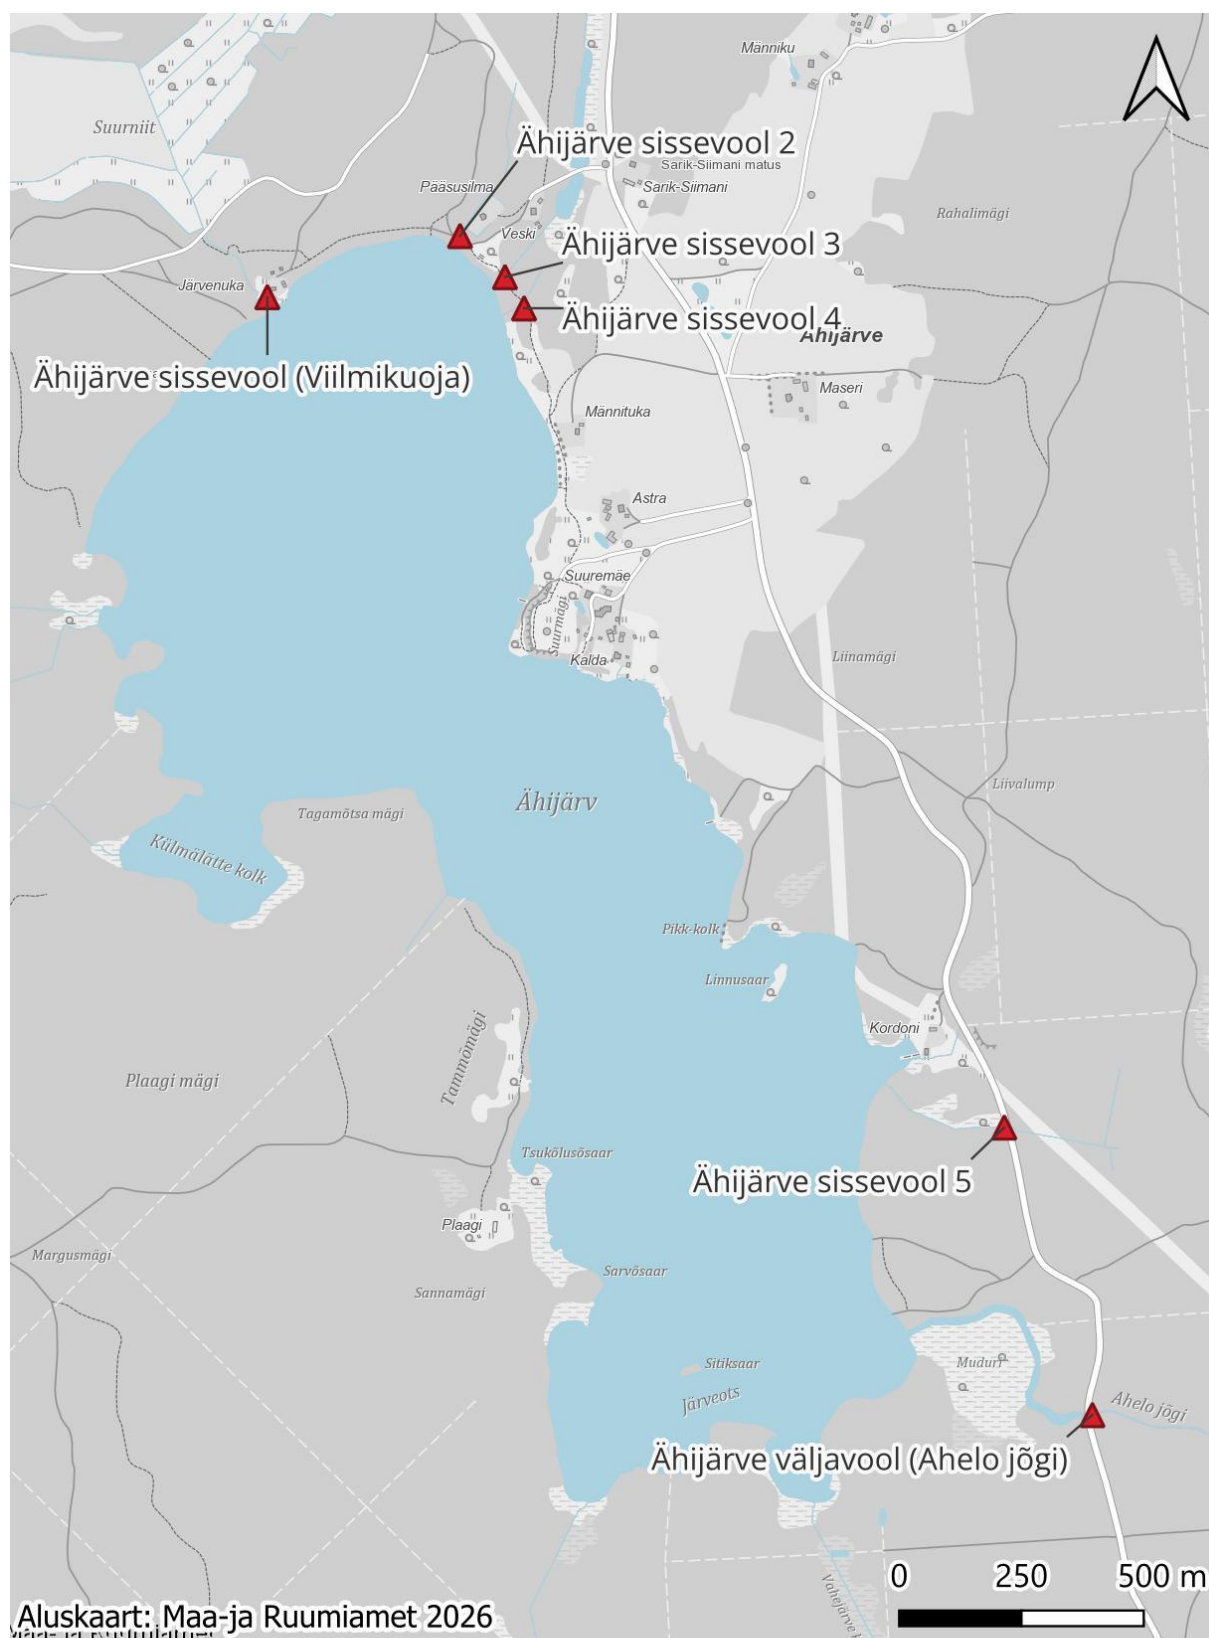 Männiku
Suurniit
Ähijärve sissevool 2
Sarik-Siimani matus
Pääsusilma
Sarik-Siimani
Rahalimägi
Veski
Ähijärve sissevool 3
Järvenuka
Ähijärve sissevool 4
Ähijärve
Ähijärve sissevool (Viilmikuoja)
Maseri
Männituka
Astra
Suuremäe
Suurmägi
Kalda
Liinamägi
Liivalump
Ähijärv
Tagamõtsa mägi
Külmälätte kolk
Pikk-kolk
Linnusaar
Kordoni
Tammõmägi
Plaagi mägi
Tsukõlusõsaar
Ähijärve sissevool 5
Plaagi
Margusmägi
Sarvõsaar
Sannamägi
Muduri
Sitiksaar
Järveots
Ahelo jõgi
Ähijärve väljavool (Ahelo jõgi)
0 250 500 m
Vahejärve
Aluskaart: Maa-ja Ruumiamet 2026